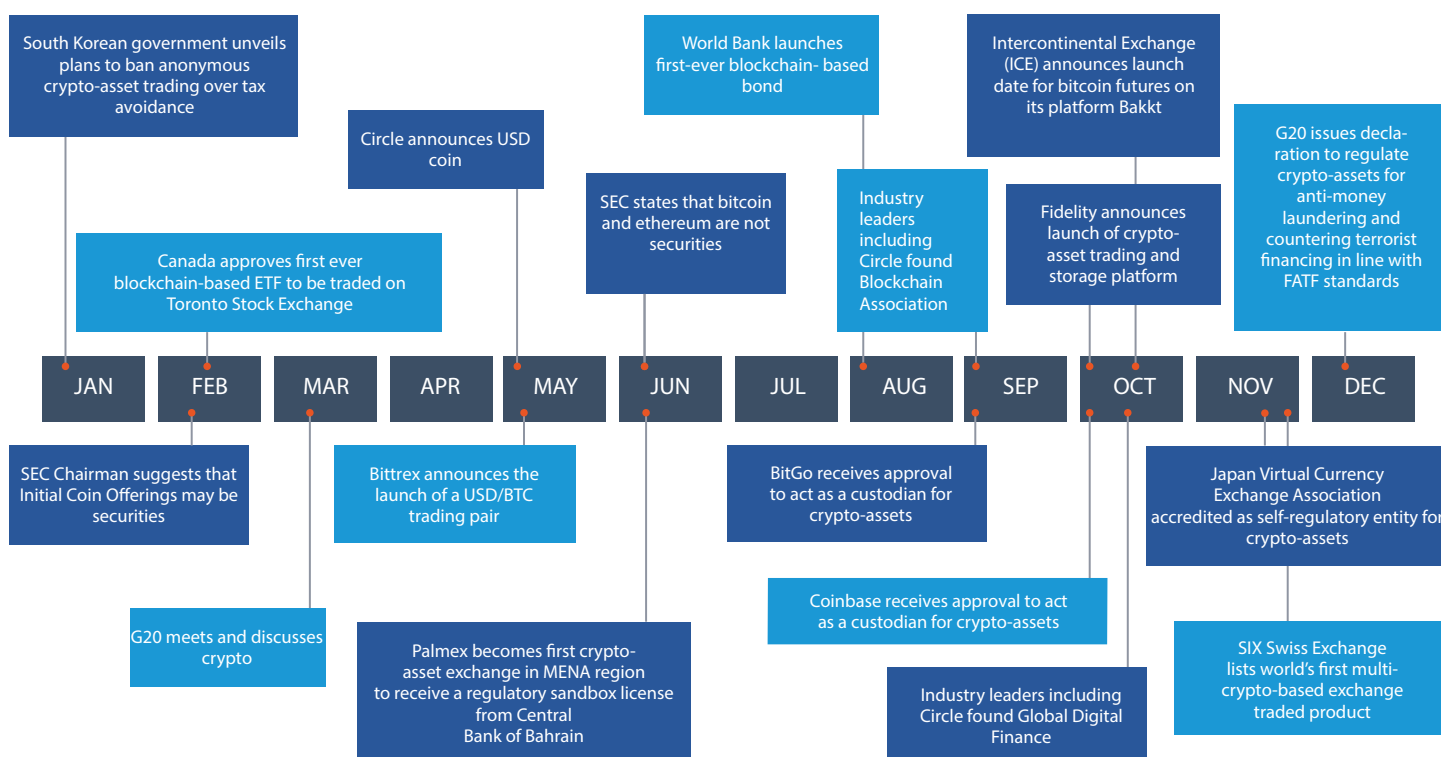 South Korean government unveils
plans to ban anonymous
crypto-asset trading over tax
avoidance
Canada approves first ever
blockchain-based ETF to be traded on
Toronto Stock Exchange
Circle announces USD
coin
SEC states that bitcoin
and ethereum are not
securities
World Bank launches
first-ever blockchain- based
bond
Industry
leaders
including
Circle found
Blockchain
Association
Intercontinental Exchange
(ICE) announces launch
date for bitcoin futures on
its platform Bakkt
Fidelity announces
launch of crypto-
asset trading and
storage platform
G20 issues decla-
ration to regulate
crypto-assets for
anti-money
laundering and
countering terrorist
financing in line with
FATF standards
JAN
FEB
MAR
APR
MAY
JUN
JUL
AUG
SEP
OCT
NOV
DEC
SEC Chairman suggests that
Initial Coin Offerings may be
securities
G20 meets and discusses
crypto
Bittrex announces the
launch of a USD/BTC
trading pair
Palmex becomes first crypto-
asset exchange in MENA region
to receive a regulatory sandbox license
from Central
Bank of Bahrain
BitGo receives approval
to act as a custodian for
crypto-assets
Coinbase receives approval to act
as a custodian for crypto-assets
Industry leaders including
Circle found Global Digital
Finance
Japan Virtual Currency
Exchange Association
accredited as self-regulatory entity for
crypto-assets
SIX Swiss Exchange
lists world's first multi-
crypto-based exchange
traded product